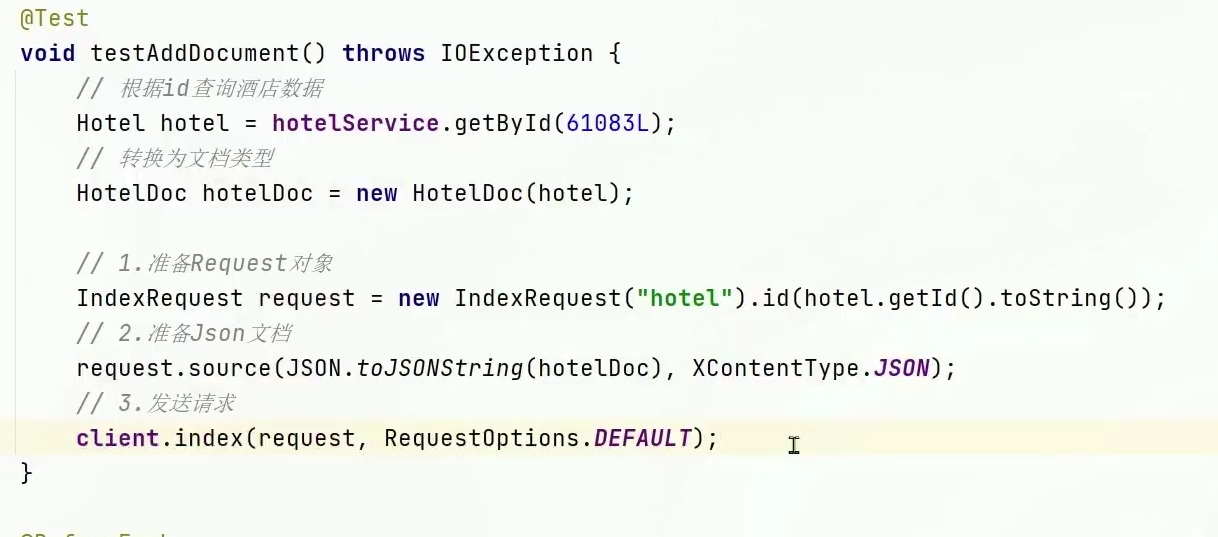 @Test
void testAddDocument() throws IOException {
// 根据id查询酒店数据
Hotel hotel = hotelService.getById(61083L);
// 转换为文档类型
HotelDoc hotelDoc = new HotelDoc(hotel);
// 1.准备Request对象
IndexRequest request = new IndexRequest("hotel").id(hotel.getId().toString());
// 2.准备Json文档
request.source(JSON.toJSONString(hotelDoc), XContentType.JSON);
// 3.发送请求
client.index(request, RequestOptions.DEFAULT);
}